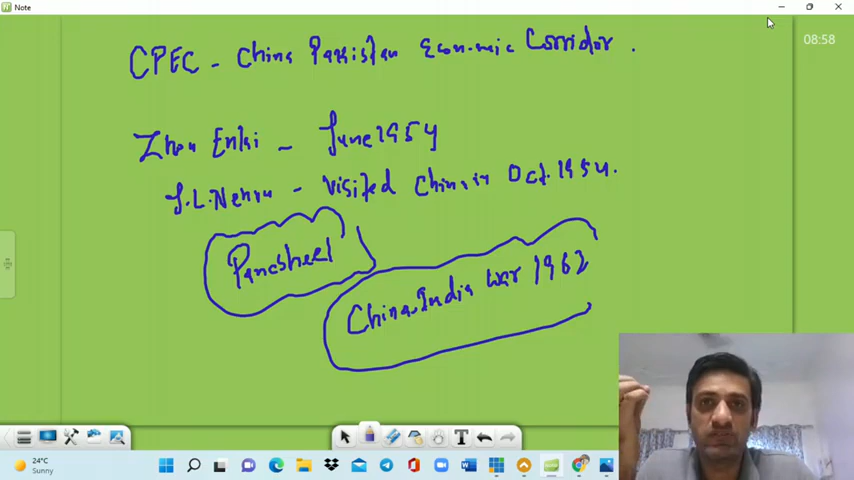 Note
08:58
CPEC - China Pakistan Economic Corridor.
Zhou Enlai - June 1954
J.L. Nehru - visited China in Oct. 1954.
Pancsheel
China-India war 1962
T
24°C
Sunny